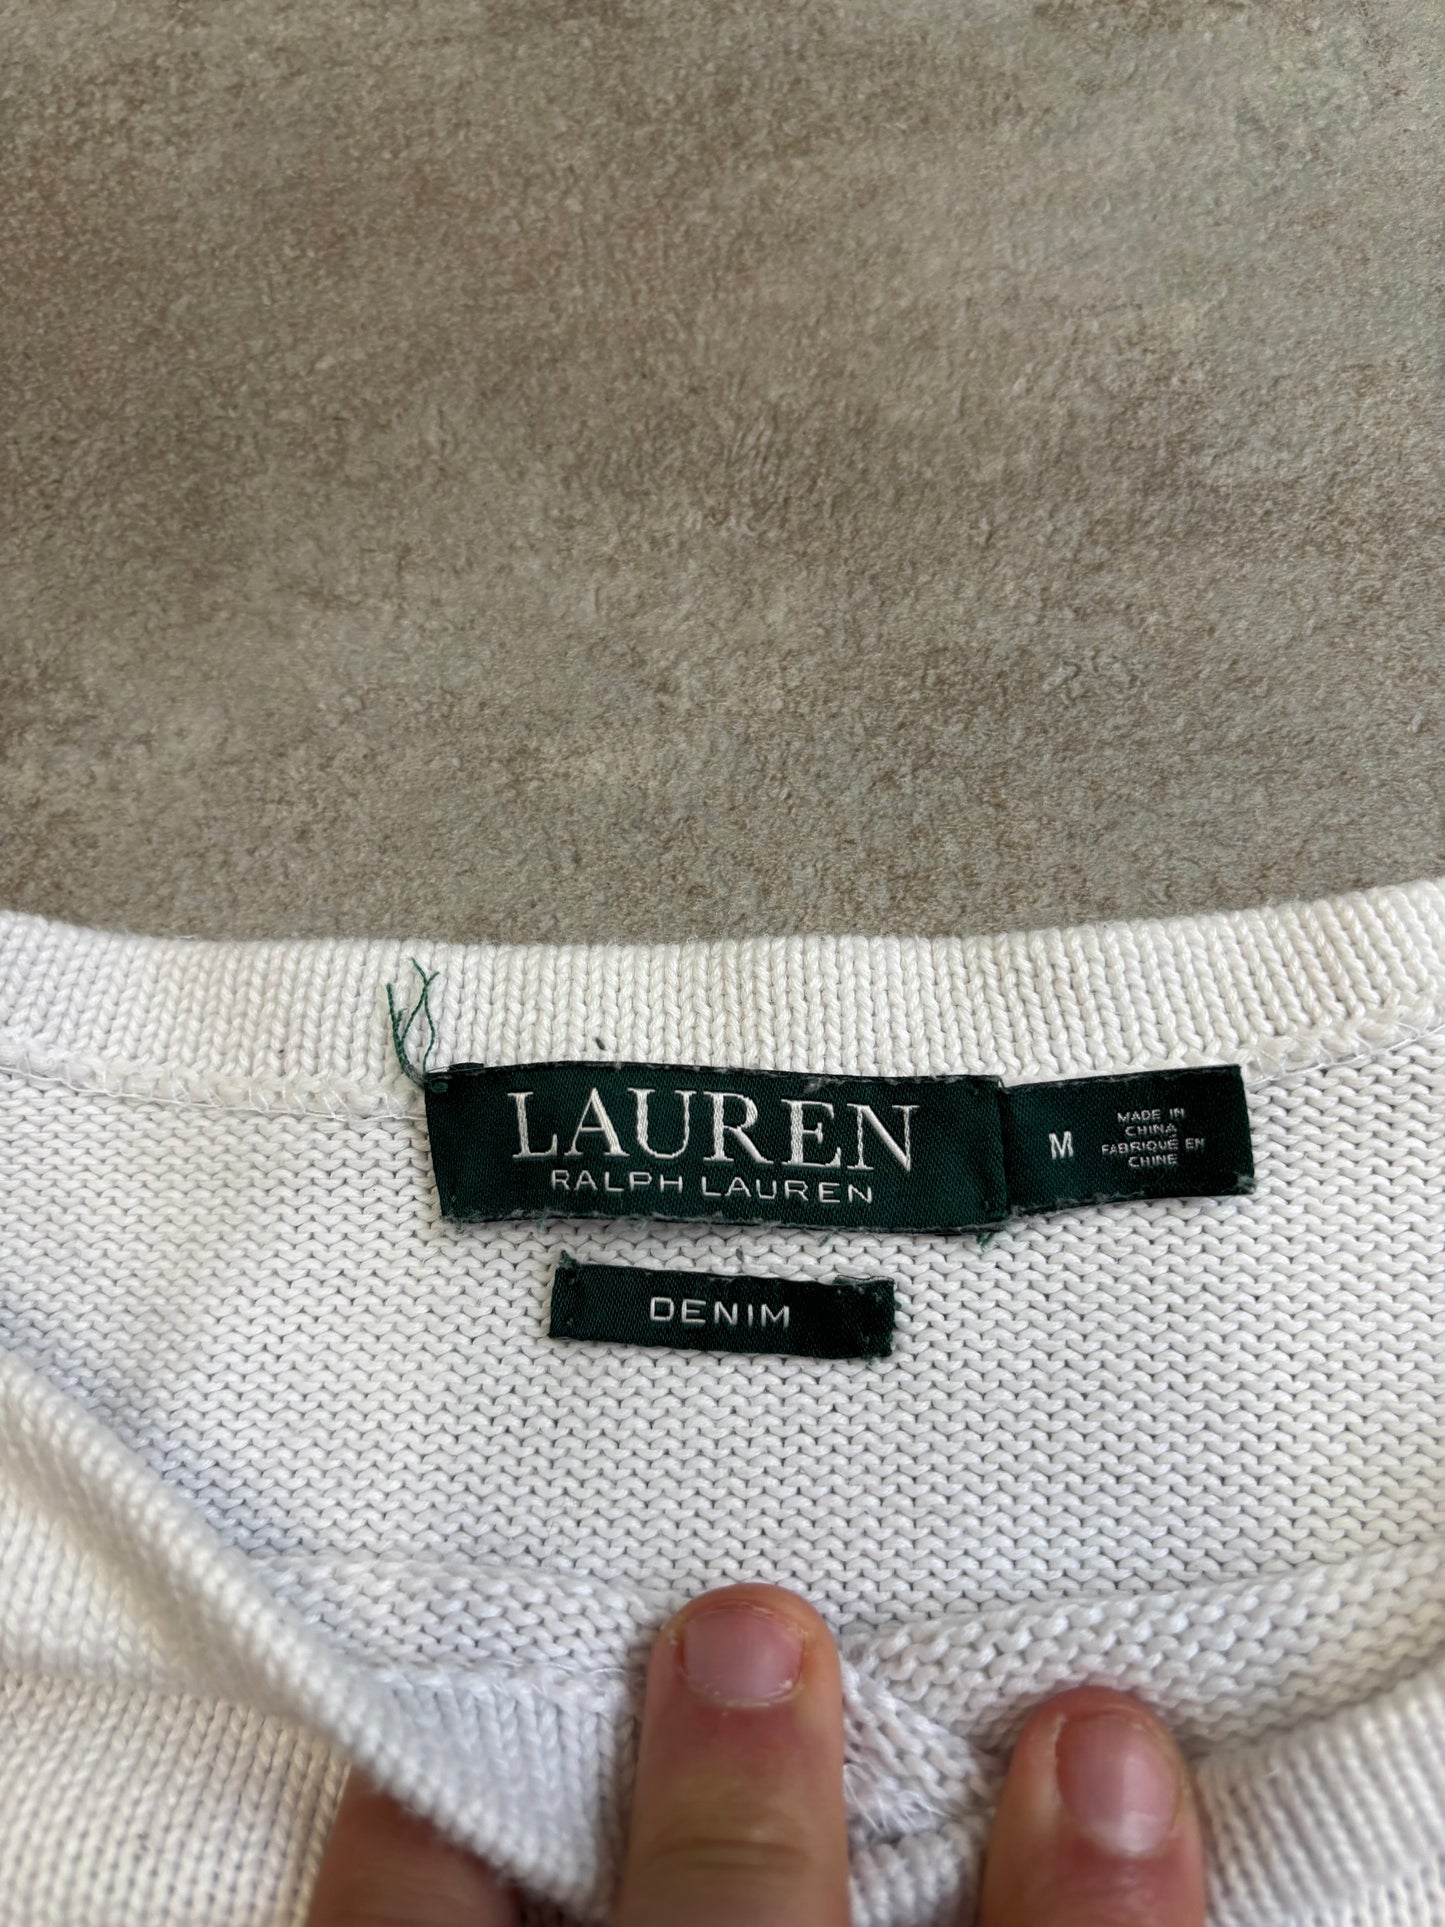 LAUREN
RALPH LAUREN
M
MADE IN
CHINA
FABRIQUÉ EN
CHINE
DENIM